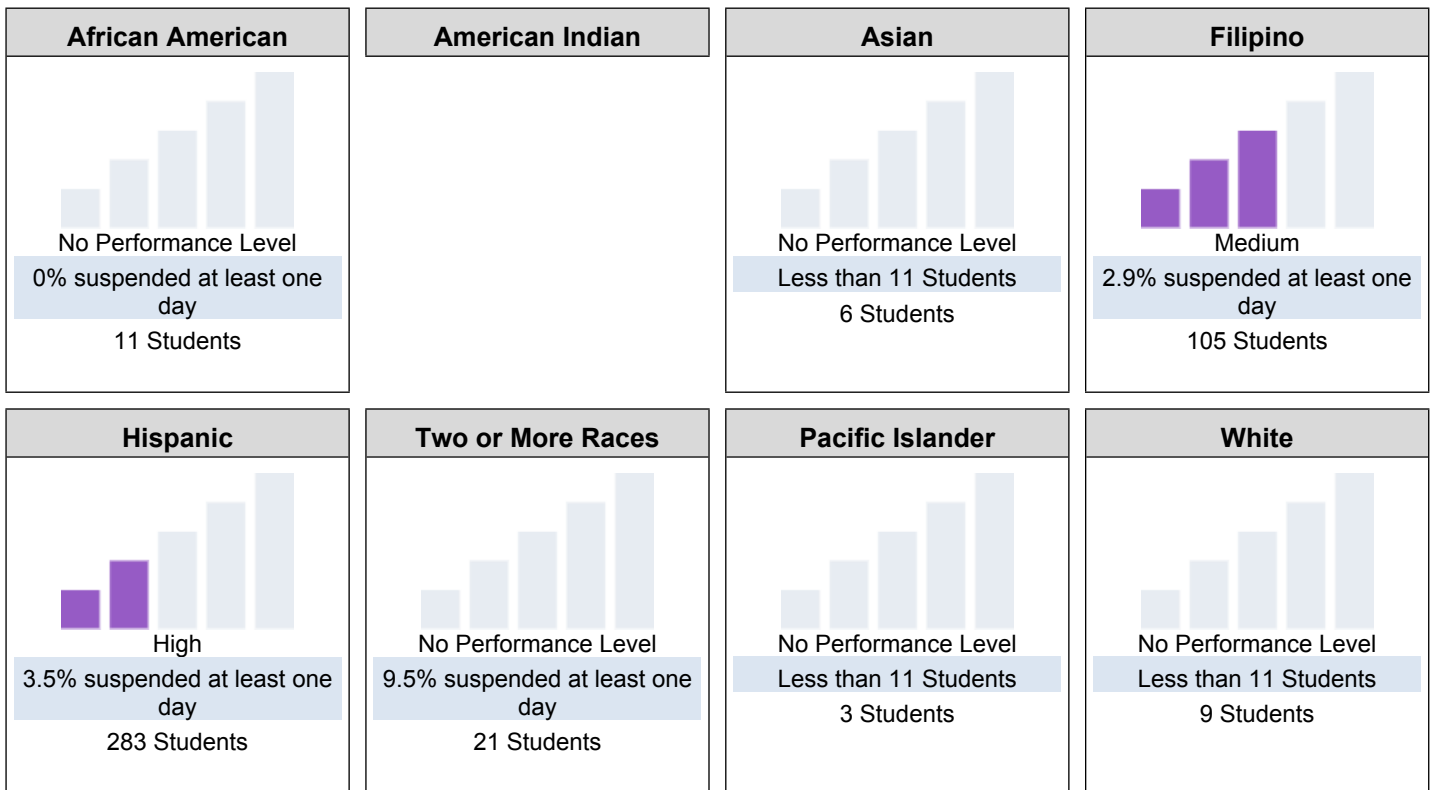 African American
American Indian
Asian
Filipino
No Performance Level
0% suspended at least one
day
11 Students
No Performance Level
Less than 11 Students
6 Students
Medium
2.9% suspended at least one
day
105 Students
Hispanic
Two or More Races
Pacific Islander
White
High
3.5% suspended at least one
day
283 Students
No Performance Level
9.5% suspended at least one
day
21 Students
No Performance Level
Less than 11 Students
3 Students
No Performance Level
Less than 11 Students
9 Students